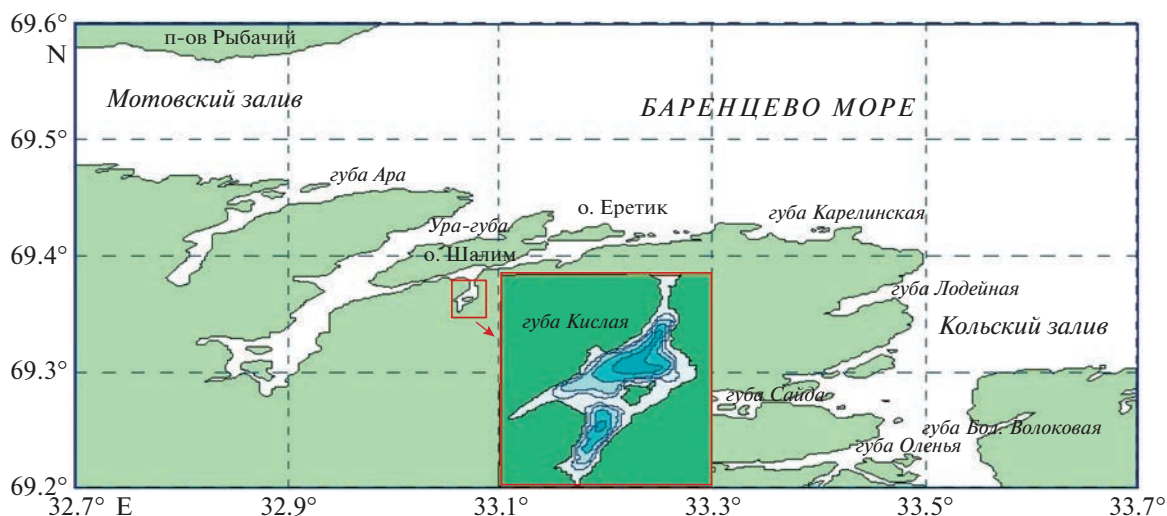 69.6°
N
п-ов Рыбачий
Мотовский залив
БАРЕНЦЕВО МОРЕ
69.5°
губа Ара
Ура-губа
о. Еретик
губа Карелинская
69.4°
о. Шалим
губа Лодейная
губа Кислая
Кольский залив
69.3°
губа Сайда
губа Бол. Волоковая
губа Оленья
69.2°
32.7° E 32.9° 33.1° 33.3° 33.5° 33.7°